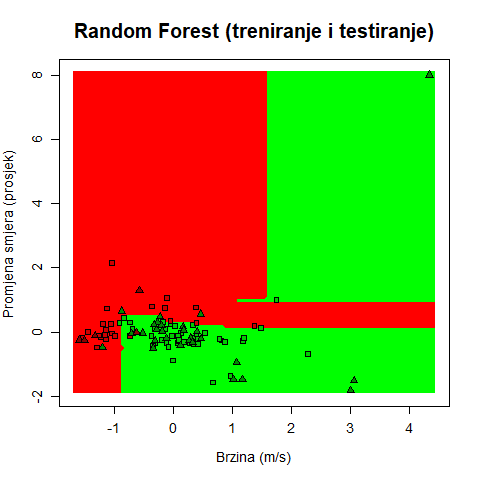 Random Forest (treniranje i testiranje)
Promjena smjera (prosjek)
8
6
4
2
0
-2
-1 0 1 2 3 4
Brzina (m/s)